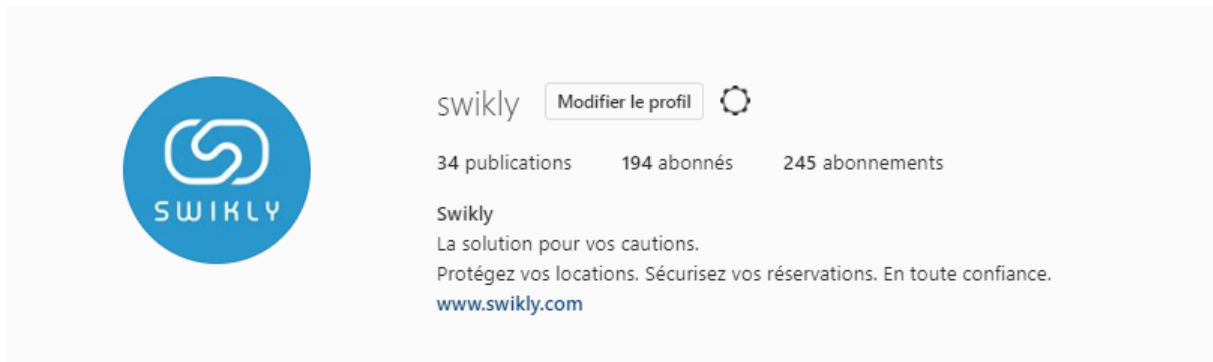 SWIKLY
swikly Modifier le profil
34 publications 194 abonnés 245 abonnements
Swikly
La solution pour vos cautions.
Protégez vos locations. Sécurisez vos réservations. En toute confiance.
www.swikly.com